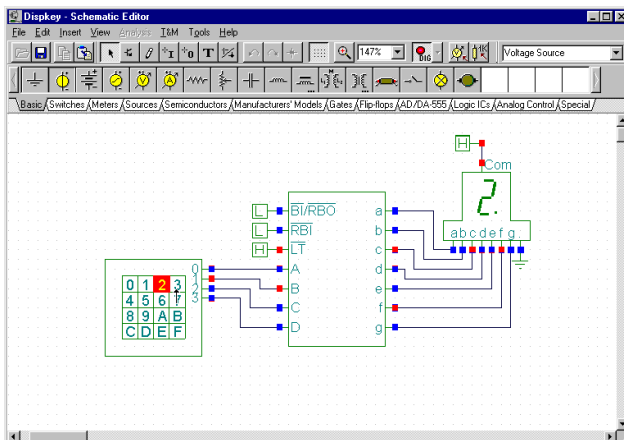 Dispkey - Schematic Editor
File Edit Insert View Analysis T&M Tools Help
T 147% DIG Voltage Source
Basic Switches Meters Sources Semiconductors Manufacturers' Models Gates Flip-flops AD/DA-555 Logic ICs Analog Control Special
H
Com
2.
abcdefg.
L BI/RBO a
L RBI b
H LT c
0 A d
1 B e
2 C f
3 D g
0 1 2 3
4 5 6 7
8 9 A B
C D E F